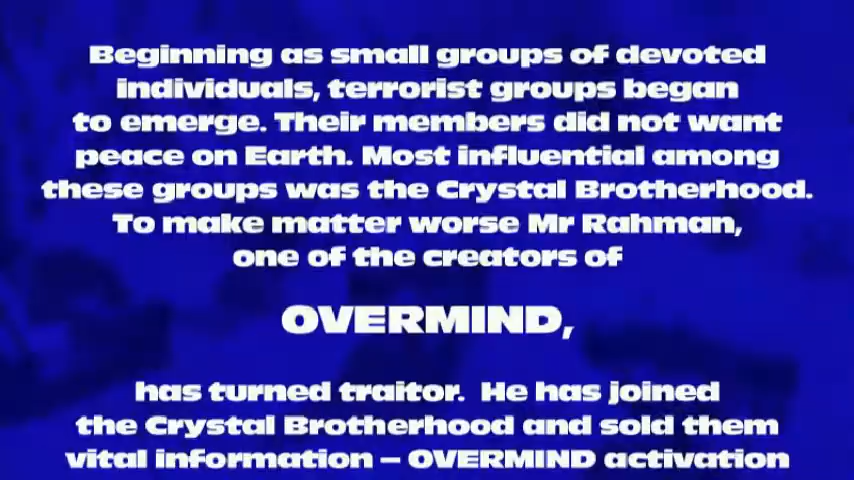 Beginning as small groups of devoted
individuals, terrorist groups began
to emerge. Their members did not want
peace on Earth. Most influential among
these groups was the Crystal Brotherhood.
To make matter worse Mr Rahman,
one of the creators of
OVERMIND,
has turned traitor. He has joined
the Crystal Brotherhood and sold them
vital information – OVERMIND activation